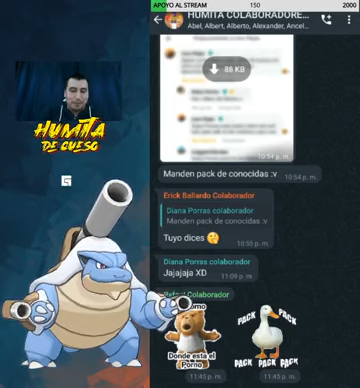 APOYO AL STREAM 150 2000
HUMITA COLABORADORE...
Abel, Albert, Alberto, Alexander, Ancel...
HUMITA
DE QUESO
88 KB
10:54 p. m.
Manden pack de conocidas :v
10:54 p. m.
Erick Ballardo Colaborador
Diana Porras colaborador
Manden pack de conocidas :v
Tuyo dices 🤔
10:55 p. m.
Diana Porras colaborador
Jajajaja XD
11:09 p. m.
Colaborador
Donde esta el
Porno
PACK PACK
PACK PACK PACK
11:45 p. m.
11:45 p. m.